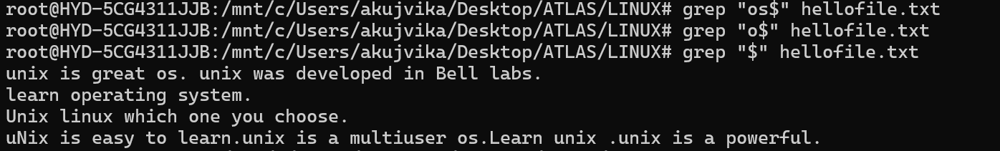 root@HYD-5CG4311JJB:/mnt/c/Users/akujvika/Desktop/ATLAS/LINUX# grep "os$" hellofile.txt
root@HYD-5CG4311JJB:/mnt/c/Users/akujvika/Desktop/ATLAS/LINUX# grep "o$" hellofile.txt
root@HYD-5CG4311JJB:/mnt/c/Users/akujvika/Desktop/ATLAS/LINUX# grep "$" hellofile.txt
unix is great os. unix was developed in Bell labs.
learn operating system.
Unix linux which one you choose.
uNix is easy to learn.unix is a multiuser os.Learn unix .unix is a powerful.